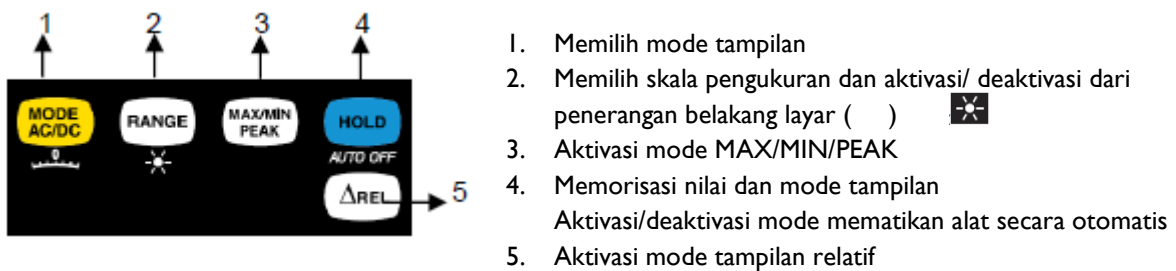 1 2 3 4
MODE AC/DC RANGE MAX/MIN PEAK HOLD
0 AUTO OFF
ΔREL 5
1. Memilih mode tampilan
2. Memilih skala pengukuran dan aktivasi/ deaktivasi dari
penerangan belakang layar ( )
3. Aktivasi mode MAX/MIN/PEAK
4. Memorisasi nilai dan mode tampilan
Aktivasi/deaktivasi mode mematikan alat secara otomatis
5. Aktivasi mode tampilan relatif